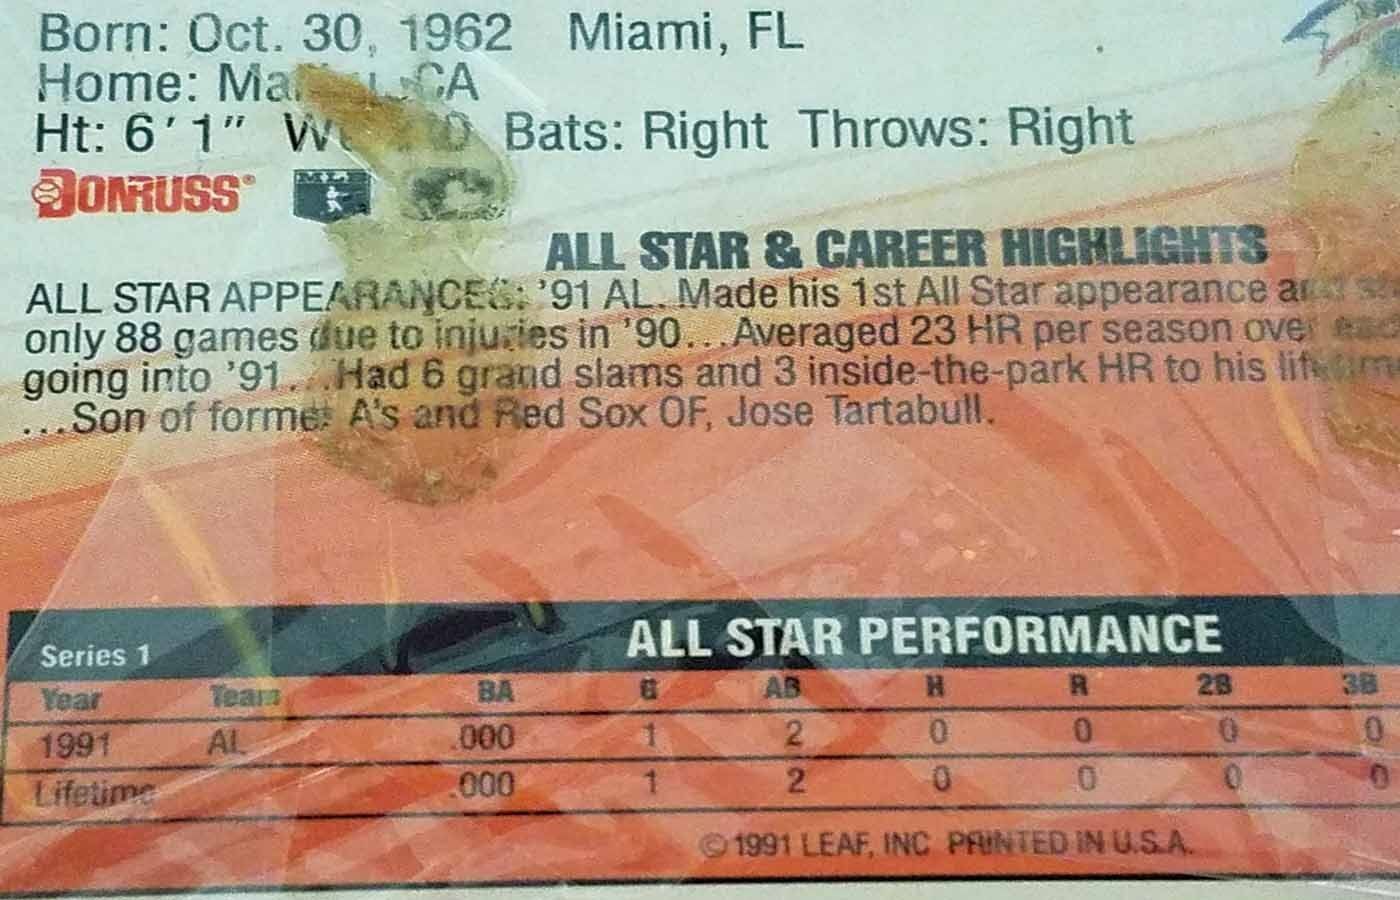 Born: Oct. 30, 1962 Miami, FL
Home: CA
Ht: 6'1" Bats: Right Throws: Right
DONRUSS®
MLB
ALL STAR & CAREER HIGHLIGHTS
ALL STAR APPEARANCES: '91 AL. Made his 1st All Star appearance
only 88 games due to injuries in '90...Averaged 23 HR per season over
going into '91...Had 6 grand slams and 3 inside-the-park HR to his
...Son of former A's and Red Sox OF, Jose Tartabull.
Series 1 ALL STAR PERFORMANCE
Year Team BA G AB H R 2B 3B
1991 AL .000 1 2 0 0 0 0
Lifetime .000 1 2 0 0 0 0
©1991 LEAF, INC PRINTED IN U.S.A.